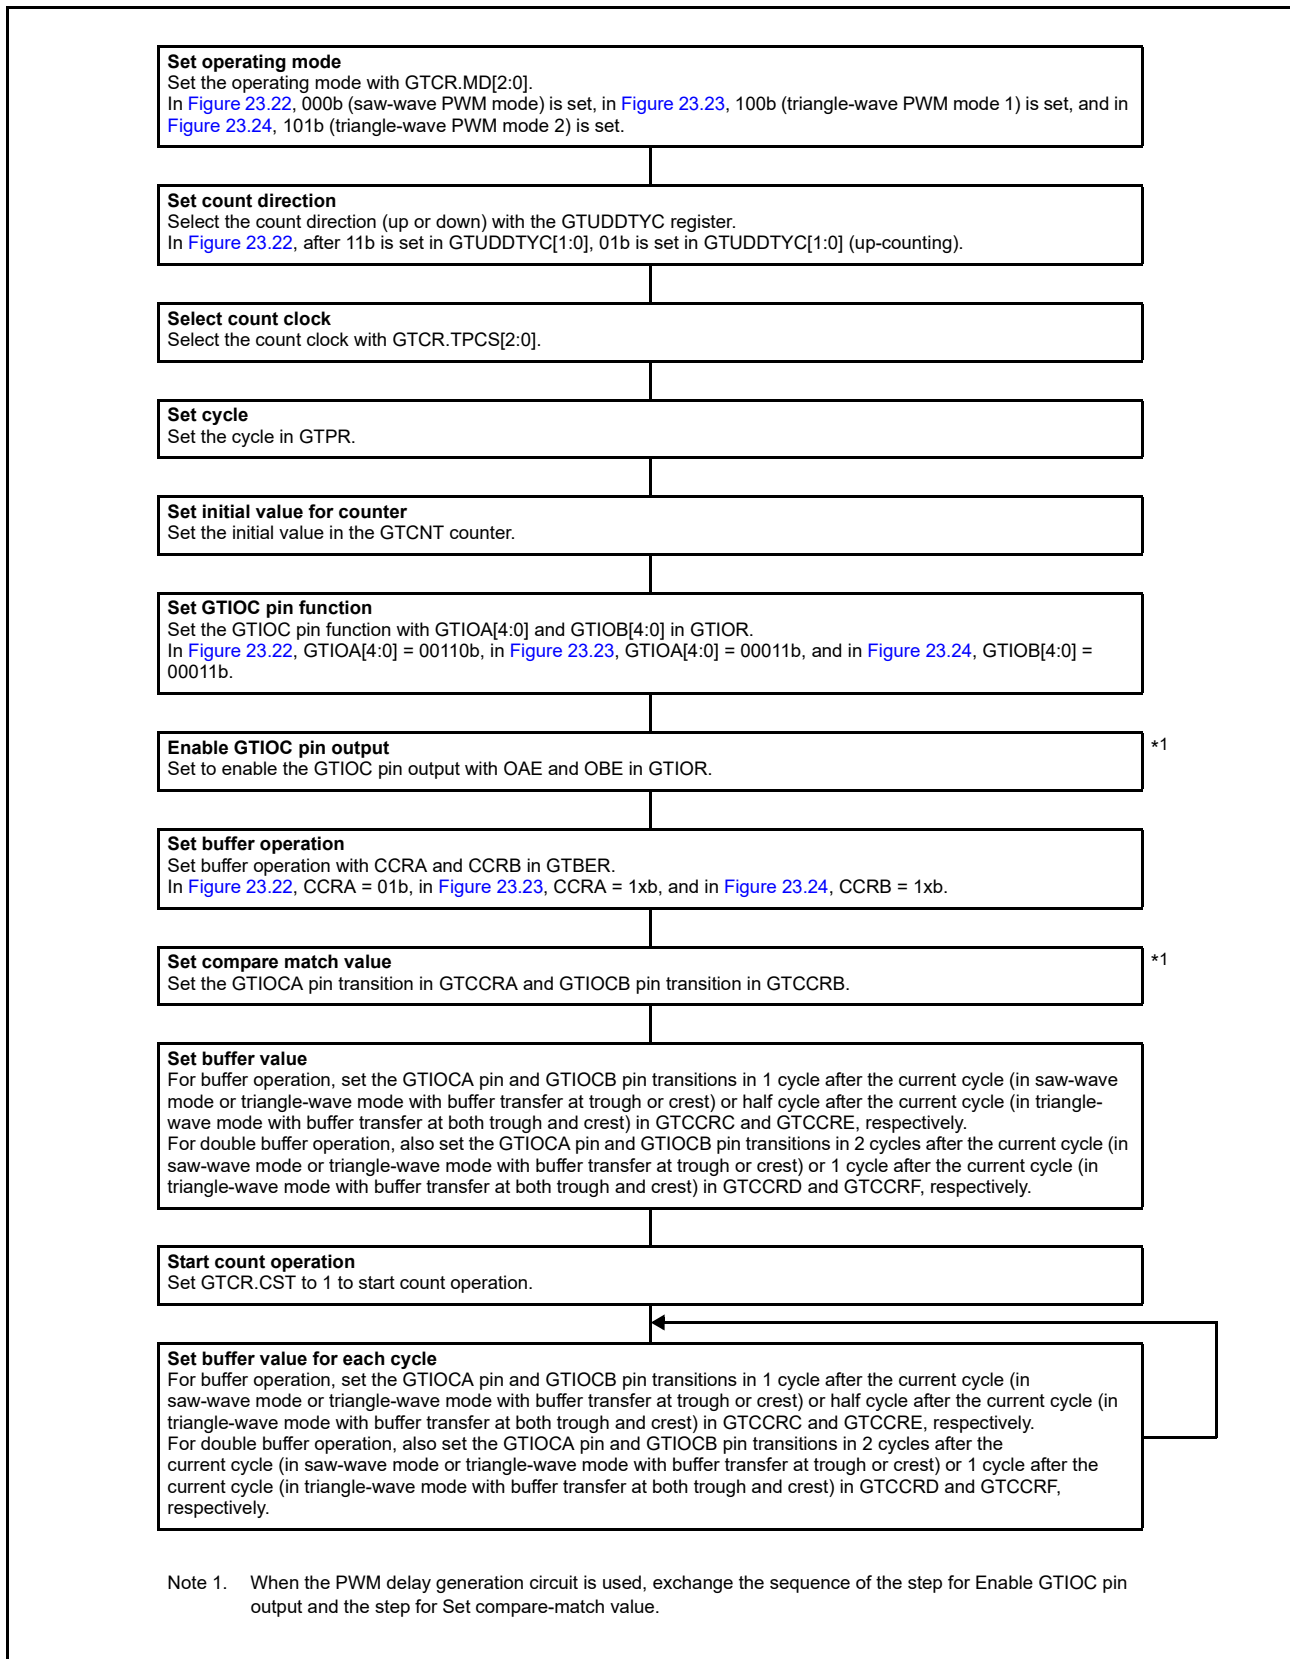 Set operating mode
Set the operating mode with GTCR.MD[2:0].
In Figure 23.22, 000b (saw-wave PWM mode) is set, in Figure 23.23, 100b (triangle-wave PWM mode 1) is set, and in
Figure 23.24, 101b (triangle-wave PWM mode 2) is set.
Set count direction
Select the count direction (up or down) with the GTUDDTYC register.
In Figure 23.22, after 11b is set in GTUDDTYC[1:0], 01b is set in GTUDDTYC[1:0] (up-counting).
Select count clock
Select the count clock with GTCR.TPCS[2:0].
Set cycle
Set the cycle in GTPR.
Set initial value for counter
Set the initial value in the GTCNT counter.
Set GTIOC pin function
Set the GTIOC pin function with GTIOA[4:0] and GTIOB[4:0] in GTIOR.
In Figure 23.22, GTIOA[4:0] = 00110b, in Figure 23.23, GTIOA[4:0] = 00011b, and in Figure 23.24, GTIOB[4:0] =
00011b.
Enable GTIOC pin output
Set to enable the GTIOC pin output with OAE and OBE in GTIOR.
*1
Set buffer operation
Set buffer operation with CCRA and CCRB in GTBER.
In Figure 23.22, CCRA = 01b, in Figure 23.23, CCRA = 1xb, and in Figure 23.24, CCRB = 1xb.
Set compare match value
Set the GTIOCA pin transition in GTCCRA and GTIOCB pin transition in GTCCRB.
*1
Set buffer value
For buffer operation, set the GTIOCA pin and GTIOCB pin transitions in 1 cycle after the current cycle (in saw-wave
mode or triangle-wave mode with buffer transfer at trough or crest) or half cycle after the current cycle (in triangle-
wave mode with buffer transfer at both trough and crest) in GTCCRC and GTCCRE, respectively.
For double buffer operation, also set the GTIOCA pin and GTIOCB pin transitions in 2 cycles after the current cycle (in
saw-wave mode or triangle-wave mode with buffer transfer at trough or crest) or 1 cycle after the current cycle (in
triangle-wave mode with buffer transfer at both trough and crest) in GTCCRD and GTCCRF, respectively.
Start count operation
Set GTCR.CST to 1 to start count operation.
Set buffer value for each cycle
For buffer operation, set the GTIOCA pin and GTIOCB pin transitions in 1 cycle after the current cycle (in
saw-wave mode or triangle-wave mode with buffer transfer at trough or crest) or half cycle after the current cycle (in
triangle-wave mode with buffer transfer at both trough and crest) in GTCCRC and GTCCRE, respectively.
For double buffer operation, also set the GTIOCA pin and GTIOCB pin transitions in 2 cycles after the
current cycle (in saw-wave mode or triangle-wave mode with buffer transfer at trough or crest) or 1 cycle after the
current cycle (in triangle-wave mode with buffer transfer at both trough and crest) in GTCCRD and GTCCRF,
respectively.
Note 1. When the PWM delay generation circuit is used, exchange the sequence of the step for Enable GTIOC pin
output and the step for Set compare-match value.